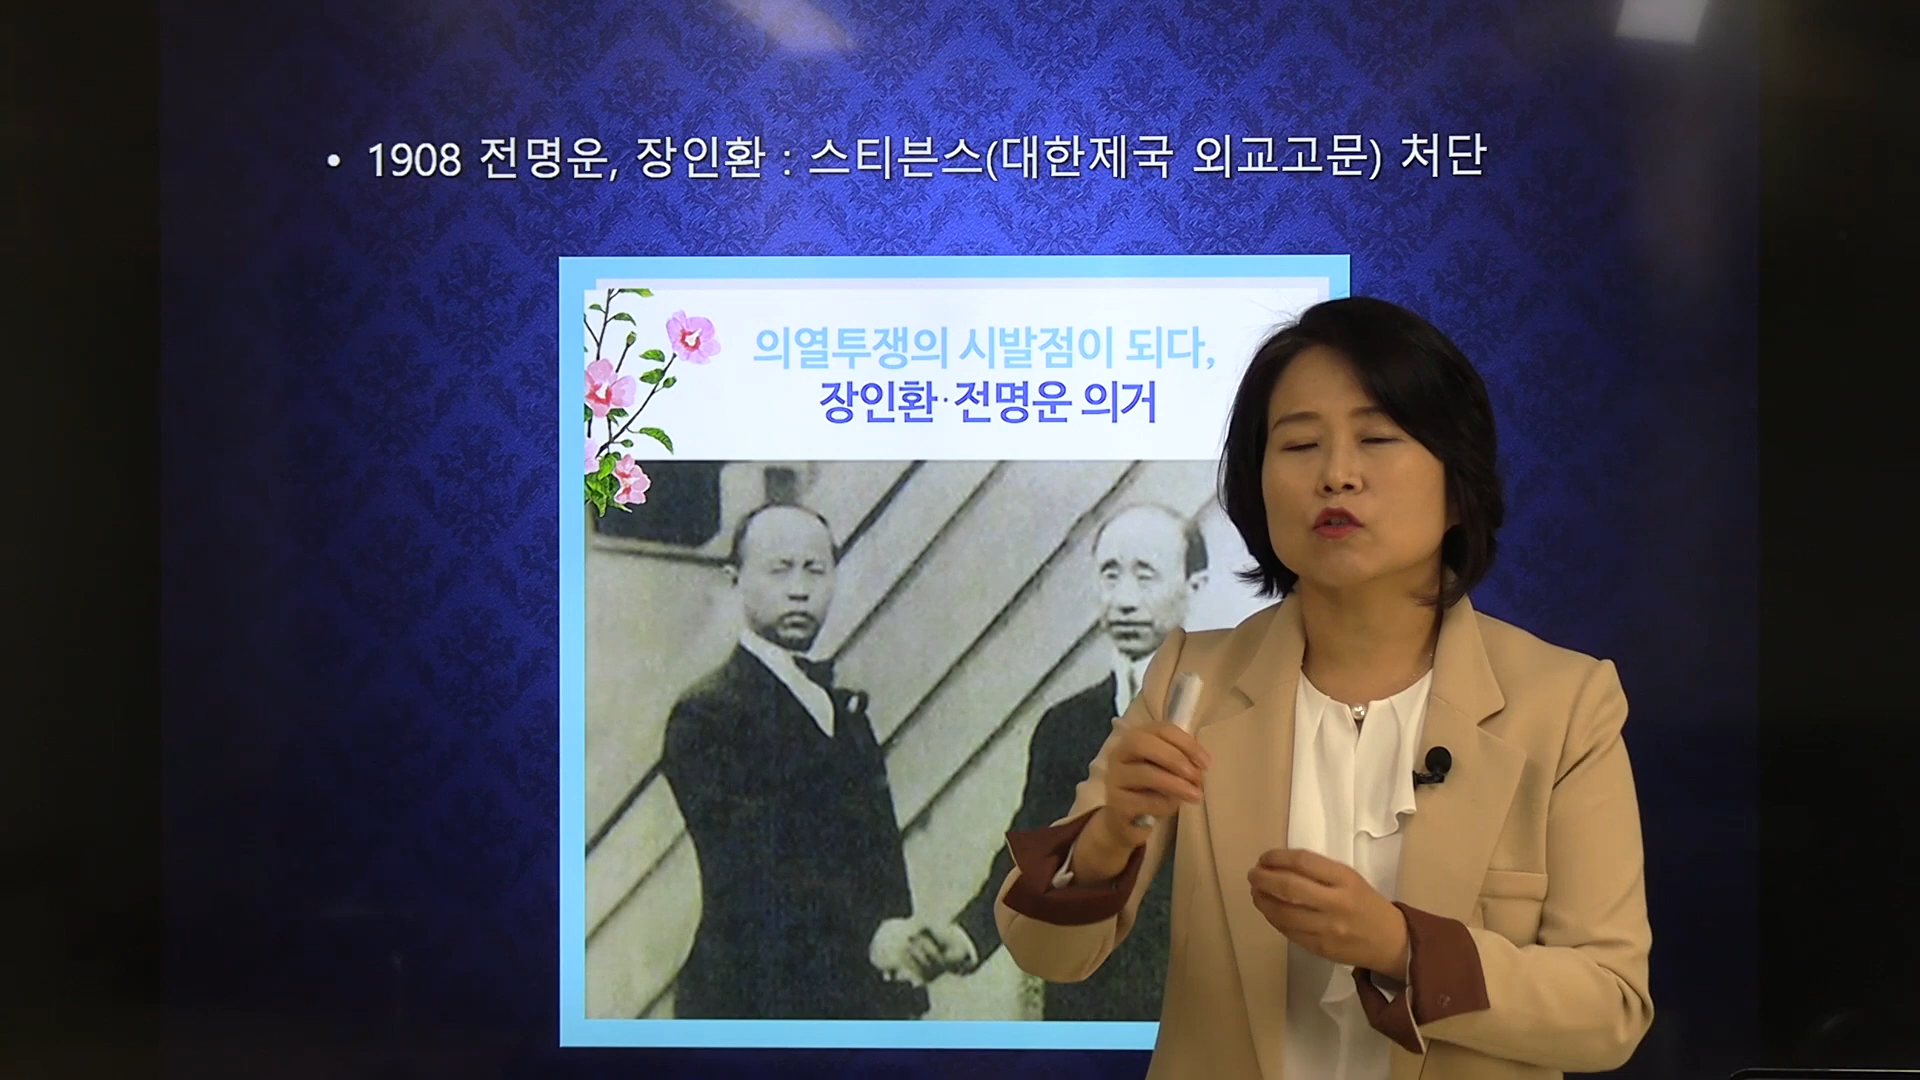 • 1908 전명운, 장인환 : 스티븐스(대한제국 외교고문) 처단
의열투쟁의 시발점이 되다,
장인환·전명운 의거